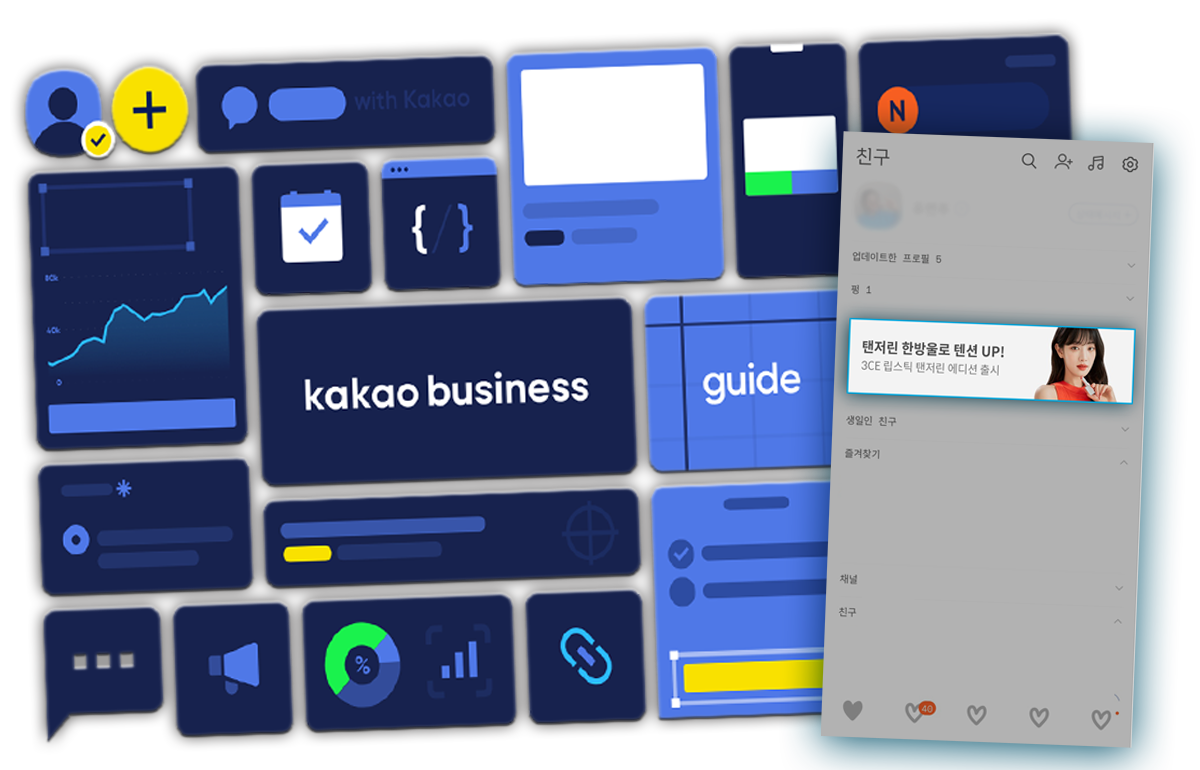 with Kakao
N
80k
40k
0
{ / }
kakao business
guide
%
친구
업데이트한 프로필 5
핑 1
탠저린 한방울로 텐션 UP!
3CE 립스틱 탠저린 에디션 출시
생일인 친구
즐겨찾기
채널
친구
40